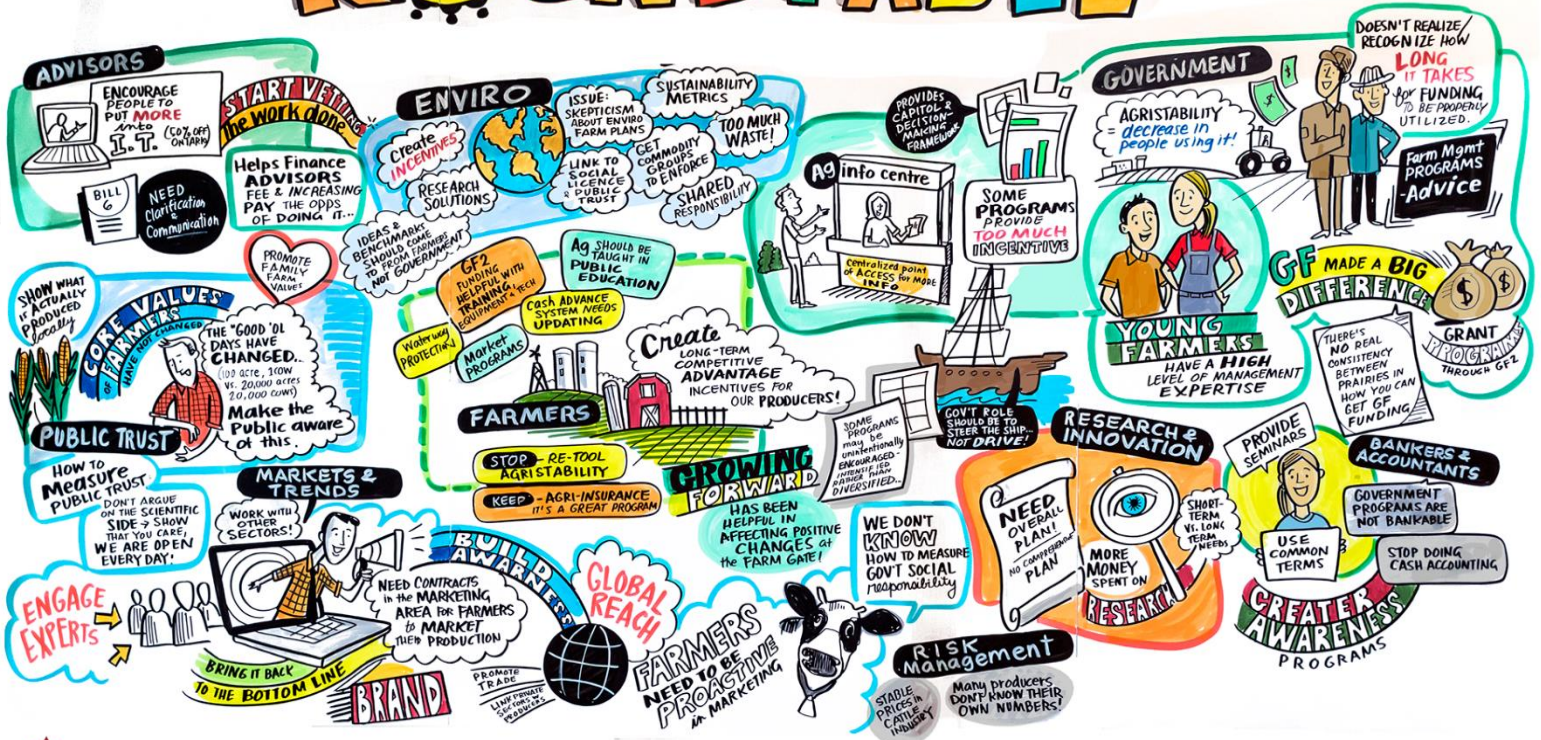 ADVISORS
ENCOURAGE
PEOPLE TO
PUT MORE
into
I.T. (50% OFF
ONTARIO)
START VETTING
the work done
BILL
6
NEED
Clarification
&
Communication
Helps Finance
ADVISORS
FEE & INCREASING
PAY THE OPPS
OF DOING IT...
ENVIRO
Create
INCENTIVES
RESEARCH
SOLUTIONS
ISSUE:
SKEPTICISM
ABOUT ENVIRO
FARM PLANS
SUSTAINABILITY
METRICS
TOO MUCH
WASTE!
LINK TO
SOCIAL
LICENCE
& PUBLIC
TRUST
GET
COMMODITY
GROUPS
TO ENFORCE
SHARED
RESPONSIBILITY
IDEAS &
BENCHMARKS
SHOULD COME
TO FROM FARMERS
NOT GOVERNMENT
PROVIDES
CAPITOL &
DECISION-
MAKING
FRAMEWORK
Ag info centre
Centralized point
of ACCESS for MORE
INFO
SOME
PROGRAMS
PROVIDE
TOO MUCH
INCENTIVE
GOVERNMENT
AGRISTABILITY
= decrease in
people using it!
DOESN'T REALIZE/
RECOGNIZE HOW
LONG
IT TAKES
for FUNDING
TO BE PROPERLY
UTILIZED.
Farm Mgmt
PROGRAMS
-Advice
YOUNG
FARMERS
HAVE A HIGH
LEVEL OF MANAGEMENT
EXPERTISE
GF MADE A BIG
DIFFERENCE
$ $
GRANT
PROGRAMS
THROUGH GF2
THERE'S
NO REAL
CONSISTENCY
BETWEEN
PRAIRIES IN
HOW YOU CAN
GET GF
FUNDING
SHOW WHAT
IS ACTUALLY
PRODUCED
locally
CORE VALUES
OF FARMERS
HAVE NOT CHANGED
PROMOTE
FAMILY
FARM
VALUES
THE "GOOD 'OL
DAYS HAVE
CHANGED...
(100 acre, 1 COW
VS. 20,000 acres
20,000 cows)
Make the
Public aware
of this.
PUBLIC TRUST
HOW TO
Measure
PUBLIC TRUST.
DON'T ARGUE
ON THE SCIENTIFIC
SIDE → SHOW
THAT YOU CARE,
WE ARE OPEN
EVERY DAY!
GF2
FUNDING
HELPFUL WITH
TRAINING,
EQUIPMENT & TECH
Ag SHOULD BE
TAUGHT IN
PUBLIC
EDUCATION
Cash ADVANCE
SYSTEM NEEDS
UPDATING
Waterway
PROTECTION
Market
PROGRAMS
Create
LONG-TERM
COMPETITIVE
ADVANTAGE
INCENTIVES FOR
OUR PRODUCERS!
FARMERS
STOP - RE-TOOL
AGRISTABILITY
KEEP - AGRI-INSURANCE
IT'S A GREAT PROGRAM
GROWING
FORWARD
HAS BEEN
HELPFUL IN
AFFECTING POSITIVE
CHANGES at
the FARM GATE!
SOME
PROGRAMS
may be
unintentionally
ENCOURAGED-
INTENSIFIED
RATHER THAN
DIVERSIFIED...
GOV'T ROLE
SHOULD BE TO
STEER THE SHIP...
NOT DRIVE!
RESEARCH &
INNOVATION
NEED
OVERALL
PLAN!
NO COMPREHENSIVE
PLAN
MORE
MONEY
SPENT ON
RESEARCH
SHORT-
TERM
VS. LONG
TERM
NEEDS
PROVIDE
SEMINARS
USE
COMMON
TERMS
GREATER
AWARENESS
PROGRAMS
BANKERS &
ACCOUNTANTS
GOVERNMENT
PROGRAMS ARE
NOT BANKABLE
STOP DOING
CASH ACCOUNTING
MARKETS &
TRENDS
WORK WITH
OTHER
SECTORS!
ENGAGE
EXPERTS
BUILD
AWARNESS
NEED CONTRACTS
in the MARKETING
AREA FOR FARMERS
to MARKET
THEIR PRODUCTION
BRING IT BACK
TO THE BOTTOM LINE
BRAND
PROMOTE
TRADE
LINK PRIVATE
SECTORS W/
PRODUCERS
GLOBAL
REACH
FARMERS
NEED TO BE
PROACTIVE
in MARKETING
WE DON'T
KNOW
HOW TO MEASURE
GOV'T SOCIAL
responsibility
RISK
Management
STABLE
PRICES in
CATTLE
INDUSTRY
Many producers
DON'T KNOW THEIR
OWN NUMBERS!